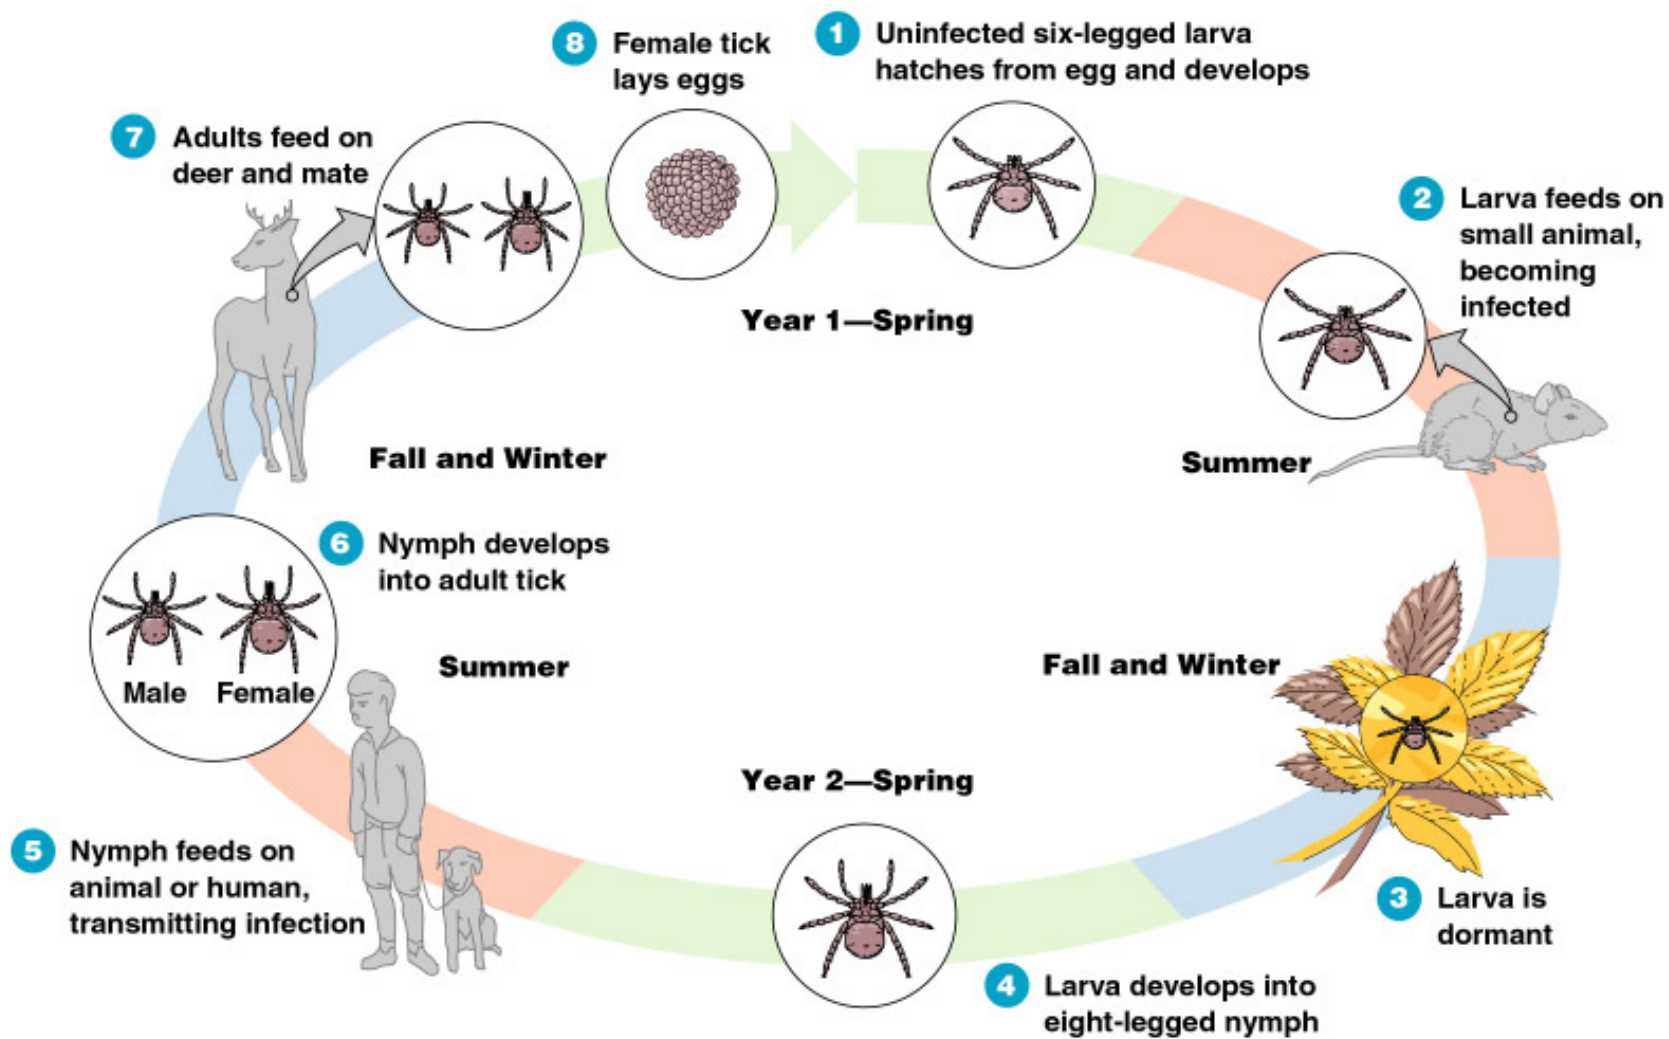 1 Uninfected six-legged larva
hatches from egg and develops
2 Larva feeds on
small animal,
becoming
infected
3 Larva is
dormant
4 Larva develops into
eight-legged nymph
5 Nymph feeds on
animal or human,
transmitting infection
6 Nymph develops
into adult tick
Male Female
7 Adults feed on
deer and mate
8 Female tick
lays eggs
Year 1—Spring
Summer
Fall and Winter
Year 2—Spring
Summer
Fall and Winter